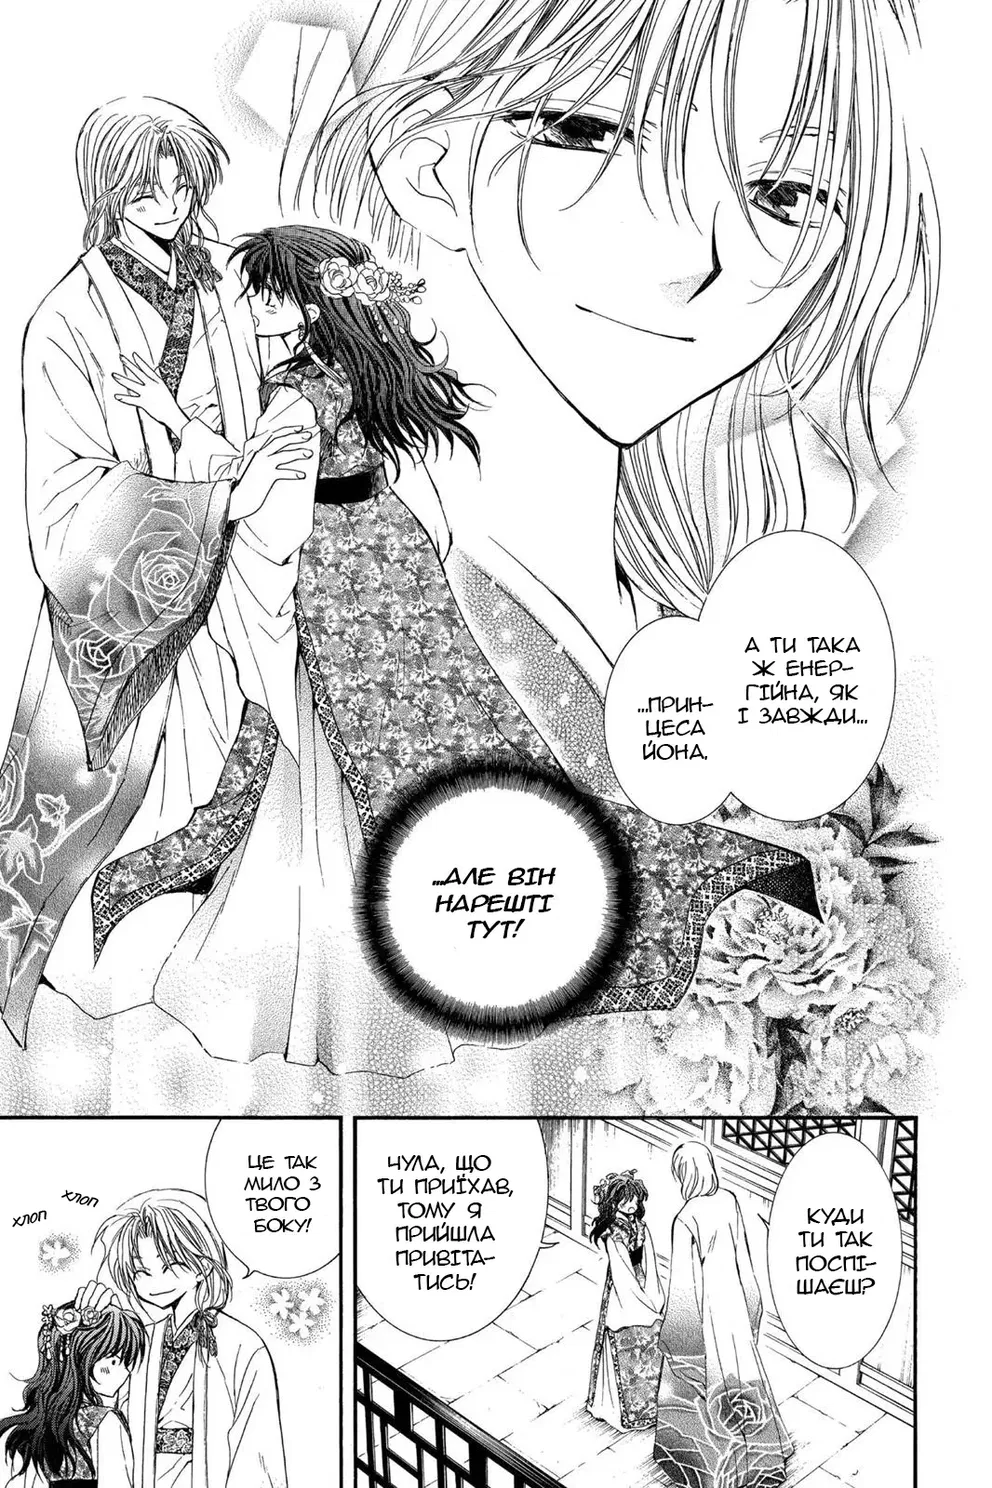 А ТИ ТАКА
Ж ЕНЕР-
ГІЙНА, ЯК
І ЗАВЖДИ...
...ПРИН-
ЦЕСА
ЙОНА.
...АЛЕ ВІН
НАРЕШТІ
ТУТ!
КУДИ
ТИ ТАК
ПОСПІ-
ШАЄШ?
ЧУЛА, ЩО
ТИ ПРИЇХАВ,
ТОМУ Я
ПРИЙШЛА
ПРИВІТА-
ТИСЬ!
ЦЕ ТАК
МИЛО З
ТВОГО
БОКУ!
ХЛОП
ХЛОП